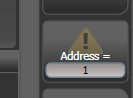 Address =
1